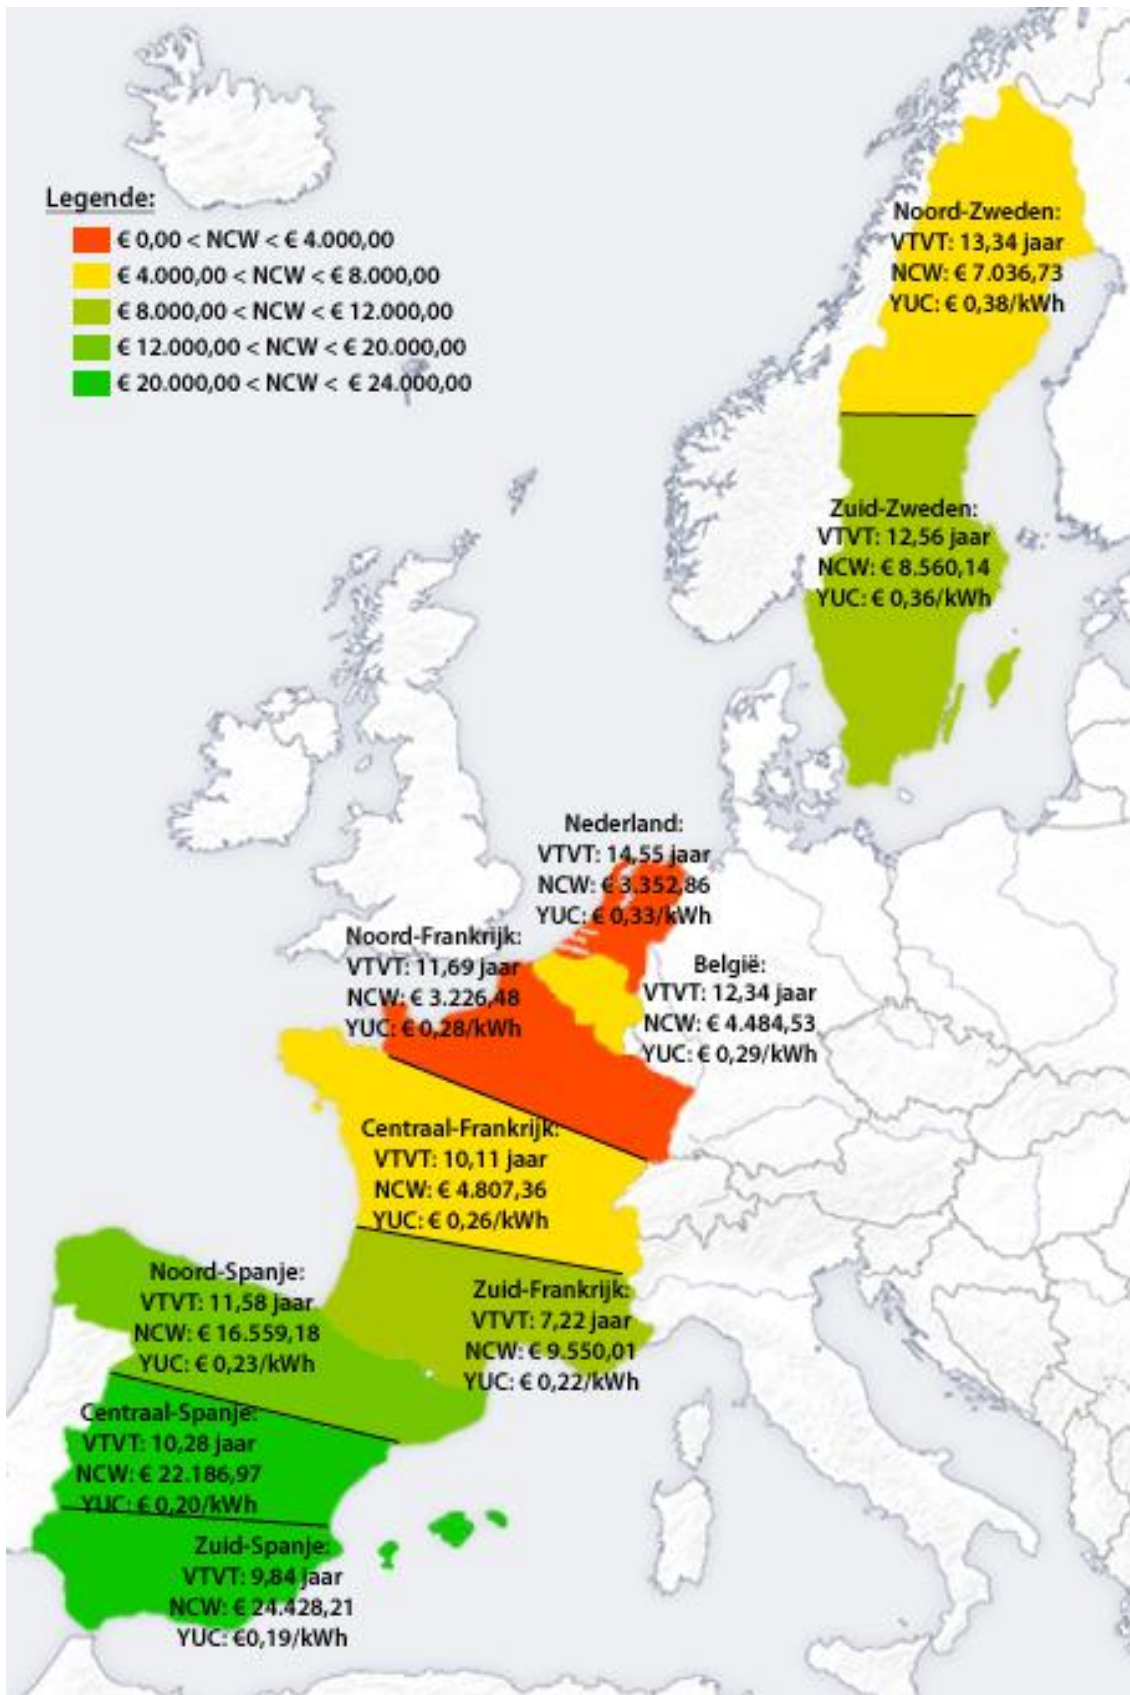 Legende:
€ 0,00 < NCW < € 4.000,00
€ 4.000,00 < NCW < € 8.000,00
€ 8.000,00 < NCW < € 12.000,00
€ 12.000,00 < NCW < € 20.000,00
€ 20.000,00 < NCW < € 24.000,00
Noord-Zweden:
VTVT: 13,34 jaar
NCW: € 7.036,73
YUC: € 0,38/kWh
Zuid-Zweden:
VTVT: 12,56 jaar
NCW: € 8.560,14
YUC: € 0,36/kWh
Nederland:
VTVT: 14,55 jaar
NCW: € 3.352,86
YUC: € 0,33/kWh
Noord-Frankrijk:
VTVT: 11,69 jaar
NCW: € 3.226,48
YUC: € 0,28/kWh
België:
VTVT: 12,34 jaar
NCW: € 4.484,53
YUC: € 0,29/kWh
Centraal-Frankrijk:
VTVT: 10,11 jaar
NCW: € 4.807,36
YUC: € 0,26/kWh
Noord-Spanje:
VTVT: 11,58 jaar
NCW: € 16.559,18
YUC: € 0,23/kWh
Zuid-Frankrijk:
VTVT: 7,22 jaar
NCW: € 9.550,01
YUC: € 0,22/kWh
Centraal-Spanje:
VTVT: 10,28 jaar
NCW: € 22.186,97
YUC: € 0,20/kWh
Zuid-Spanje:
VTVT: 9,84 jaar
NCW: € 24.428,21
YUC: €0,19/kWh